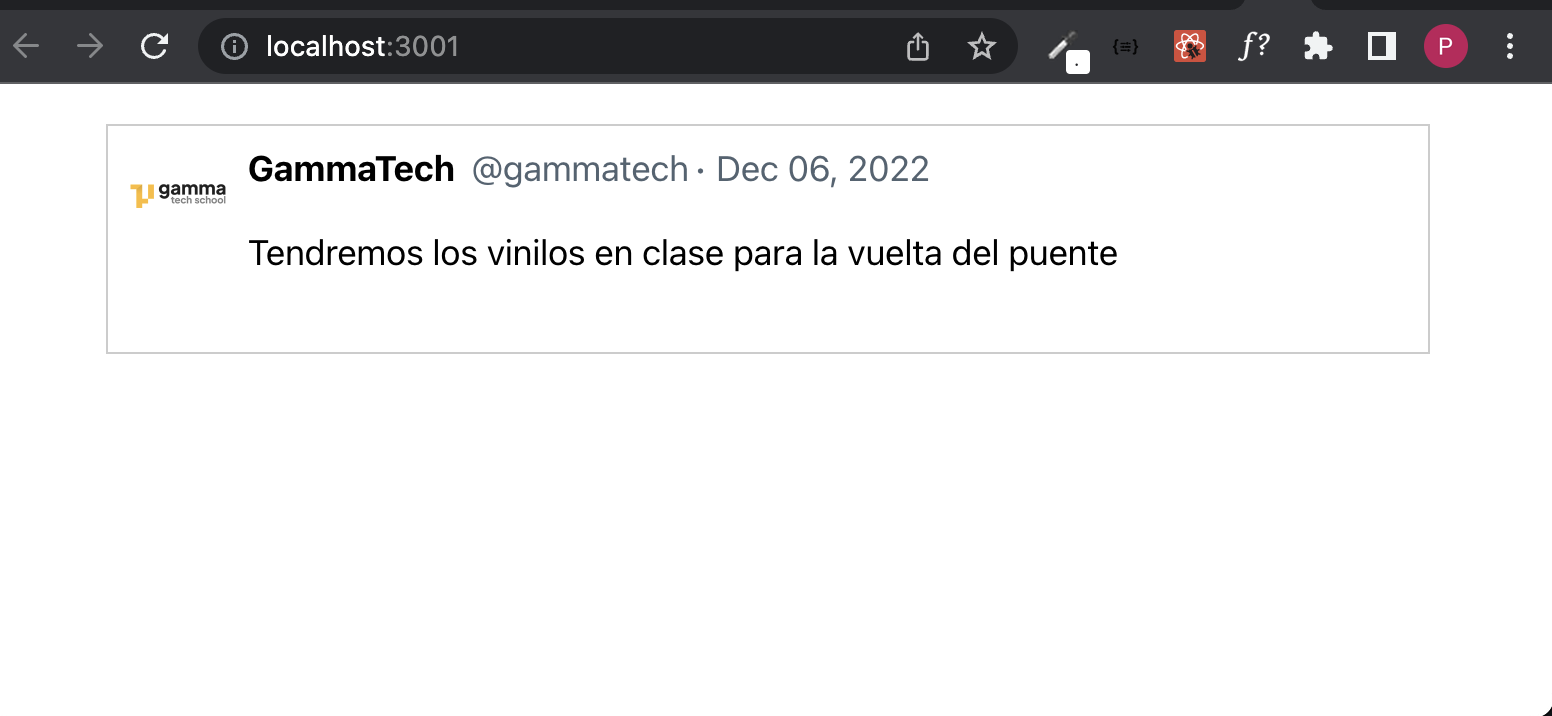 localhost:3001
{≡}
f?
P
GammaTech @gammatech · Dec 06, 2022
gamma
tech school
Tendremos los vinilos en clase para la vuelta del puente